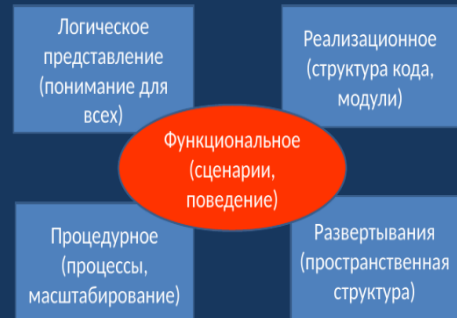 Логическое
представление
(понимание для
всех)
Реализационное
(структура кода,
модули)
Функциональное
(сценарии,
поведение)
Процедурное
(процессы,
масштабирование)
Развертывания
(пространственная
структура)